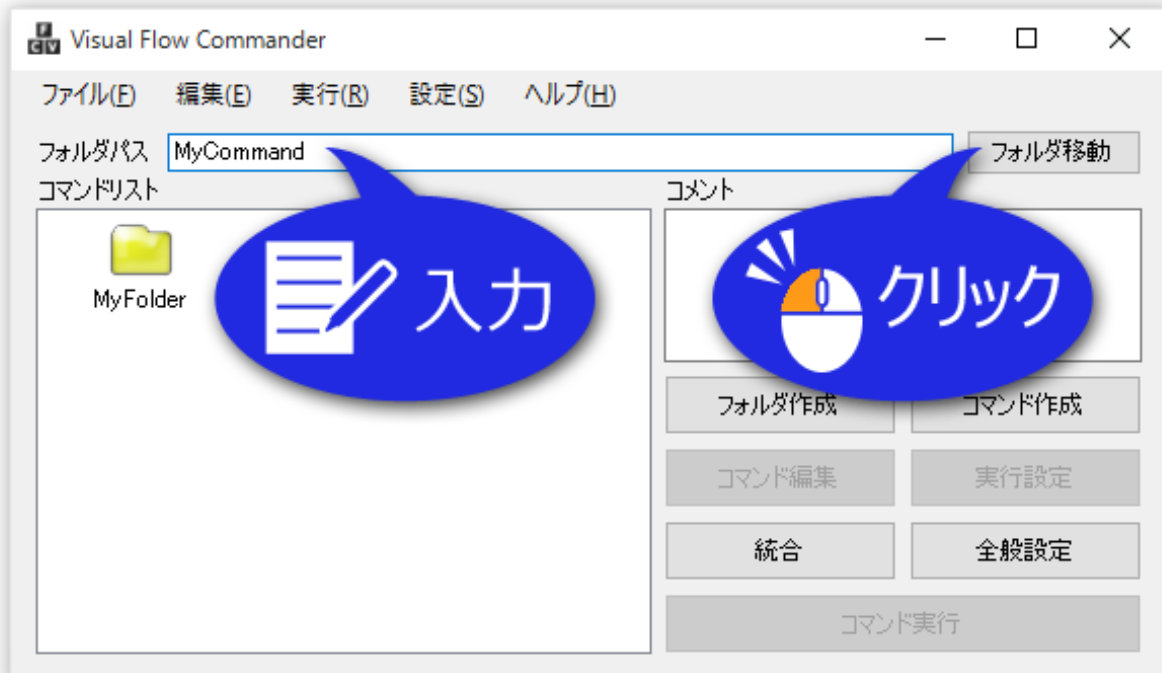 Visual Flow Commander
ファイル(F) 編集(E) 実行(R) 設定(S) ヘルプ(H)
フォルダパス MyCommand フォルダ移動
コマンドリスト コメント
MyFolder
入力
クリック
フォルダ作成 コマンド作成
コマンド編集 実行設定
統合 全般設定
コマンド実行